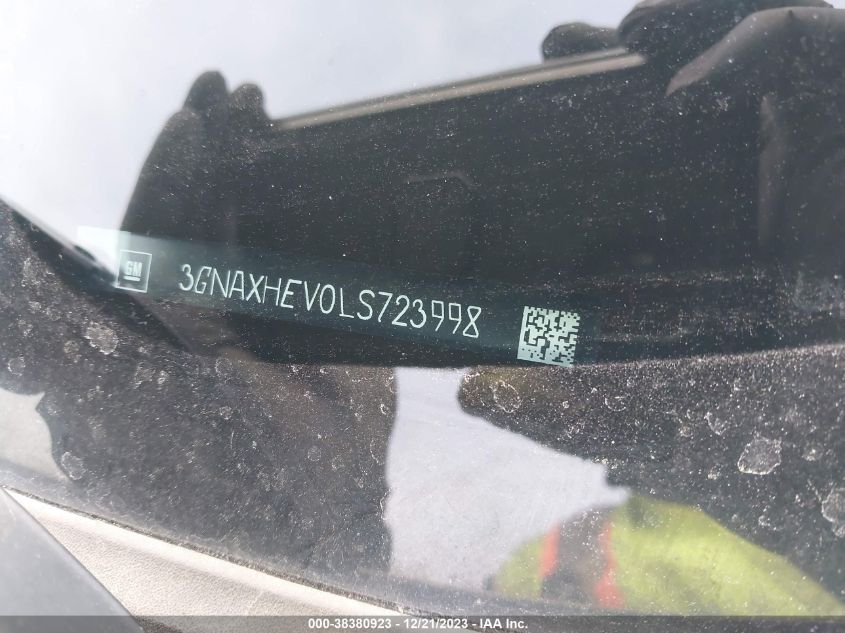 GM 3GNAXHEV0LS723998
000-38380923 - 12/21/2023 - IAA Inc.